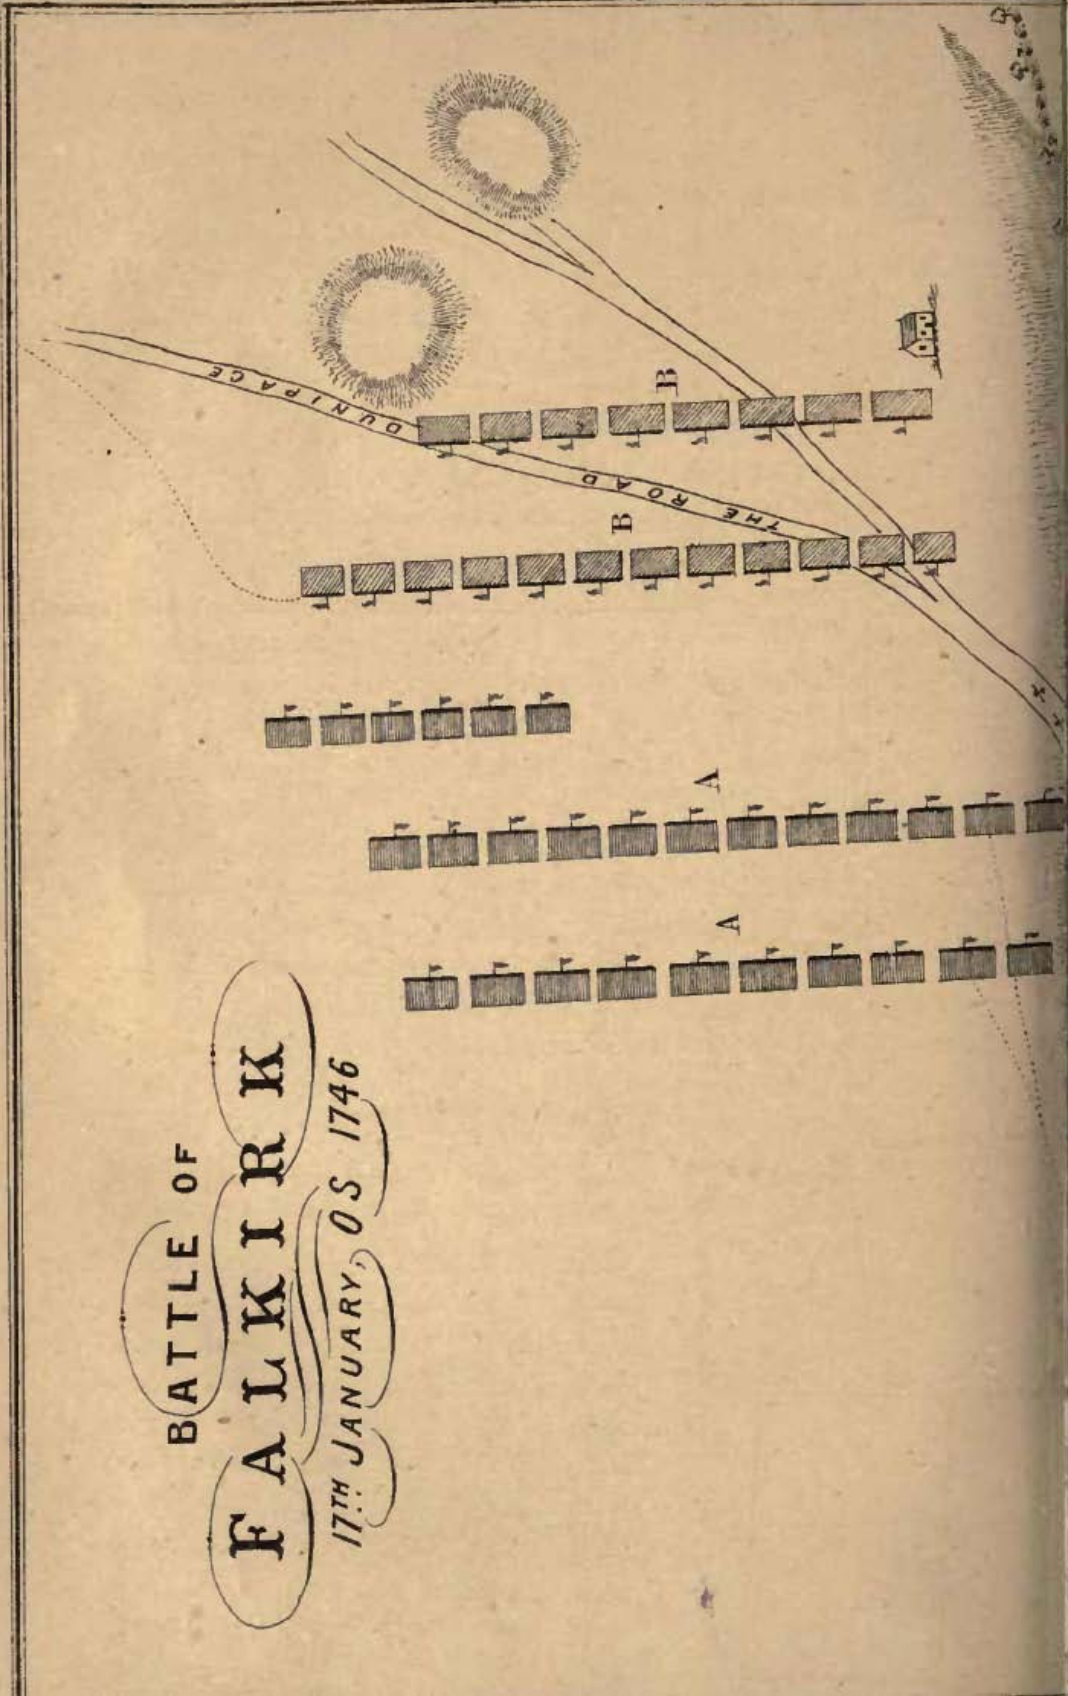 BATTLE OF
FALKIRK
17TH JANUARY, OS 1746
THE ROAD DUNIPACE
B
B
A
A